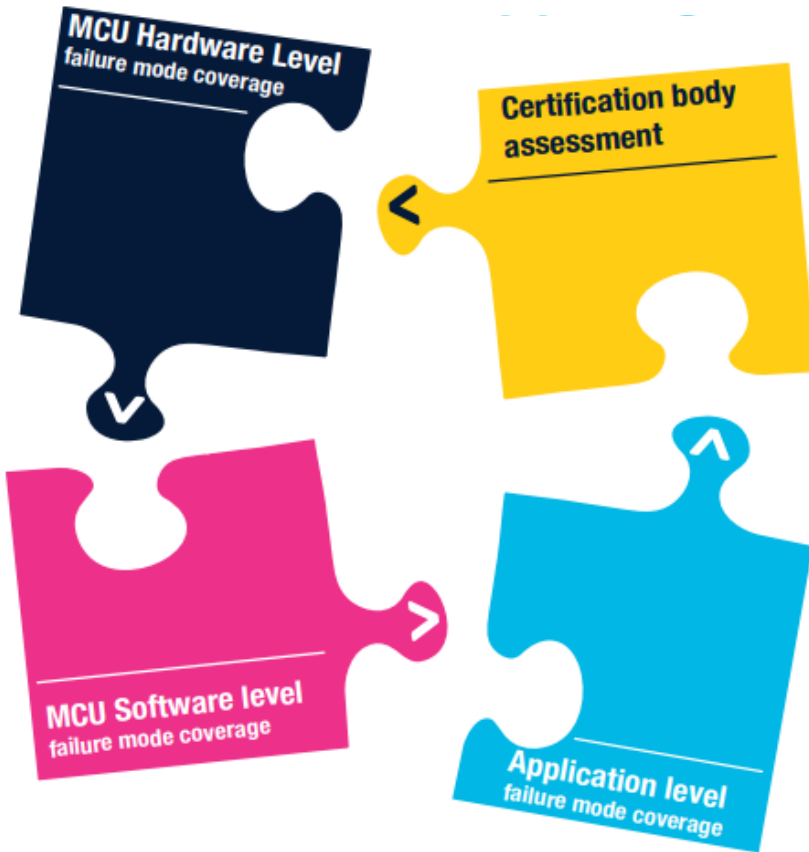 MCU Hardware Level
failure mode coverage
Certification body
assessment
MCU Software level
failure mode coverage
Application level
failure mode coverage